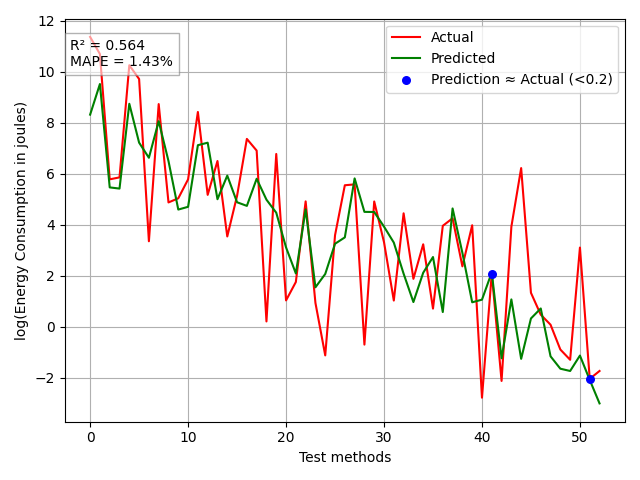 R² = 0.564
MAPE = 1.43%
Actual
Predicted
Prediction ≈ Actual (<0.2)
log(Energy Consumption in joules)
12
10
8
6
4
2
0
−2
0
10
20
30
40
50
Test methods